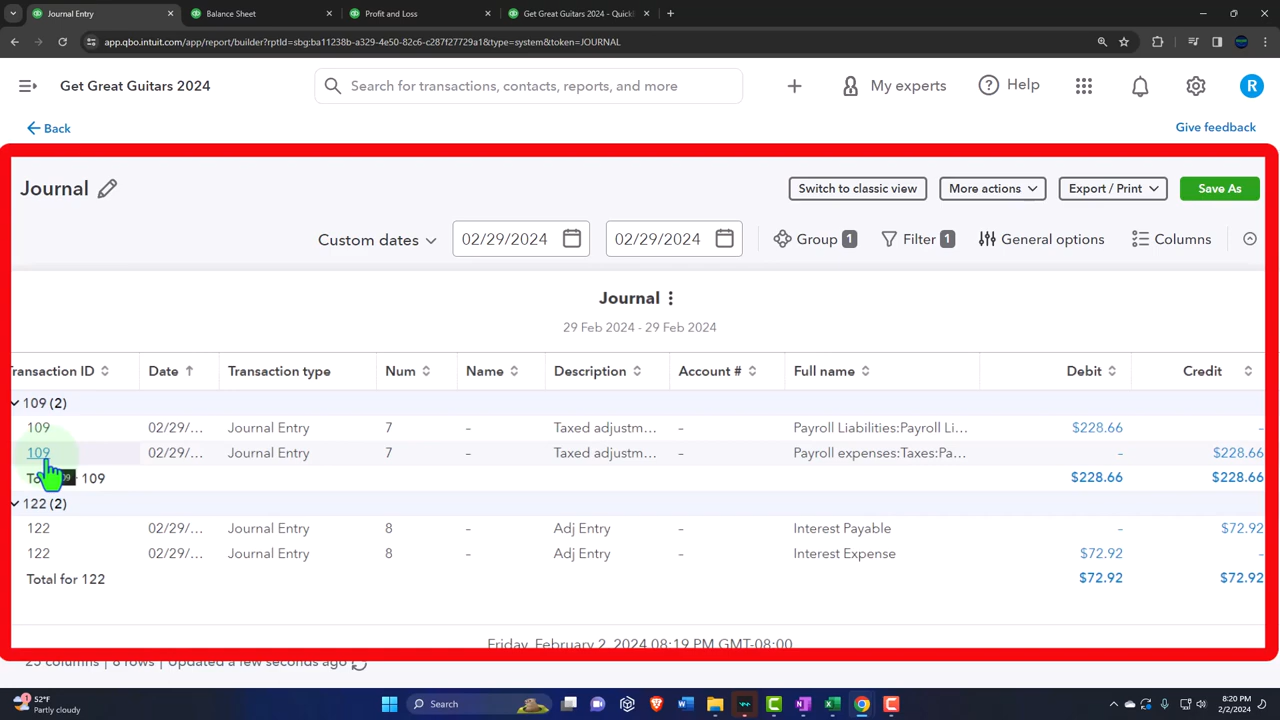 Journal Entry
Balance Sheet
Profit and Loss
Get Great Guitars 2024 - Quick
app.qbo.intuit.com/app/report/builder?rptId=sbg:ba11238b-a329-4e50-82c6-c287f27729a1&type=system&token=JOURNAL
Get Great Guitars 2024
Search for transactions, contacts, reports, and more
My experts
Help
R
Back
Give feedback
Journal
Switch to classic view
More actions
Export / Print
Save As
Custom dates
02/29/2024
02/29/2024
Group 1
Filter 1
General options
Columns
Journal
29 Feb 2024 - 29 Feb 2024
Transaction ID Date Transaction type Num Name Description Account # Full name Debit Credit
109 (2)
109 02/29/... Journal Entry 7 – Taxed adjustm... – Payroll Liabilities:Payroll Li... $228.66 –
109 02/29/... Journal Entry 7 – Taxed adjustm... – Payroll expenses:Taxes:Pa... – $228.66
109 $228.66 $228.66
122 (2)
122 02/29/... Journal Entry 8 – Adj Entry – Interest Payable – $72.92
122 02/29/... Journal Entry 8 – Adj Entry – Interest Expense $72.92 –
Total for 122 $72.92 $72.92
Friday, February 2, 2024 08:19 PM GMT-08:00
rows | Updated a few seconds ago
1
52°F
Partly cloudy
Search
8:20 PM
2/2/2024